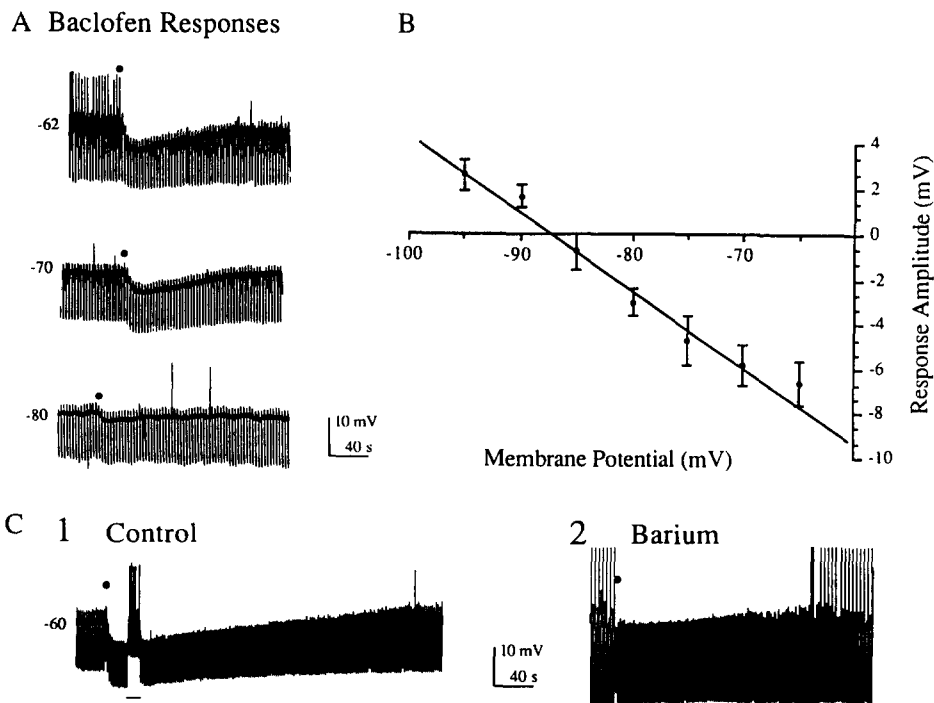 A Baclofen Responses
-62
-70
-80
10 mV
40 s
B
4
2
0
-2
-4
-6
-8
-10
Response Amplitude (mV)
-100
-90
-80
-70
Membrane Potential (mV)
C 1 Control
-60
10 mV
40 s
2 Barium